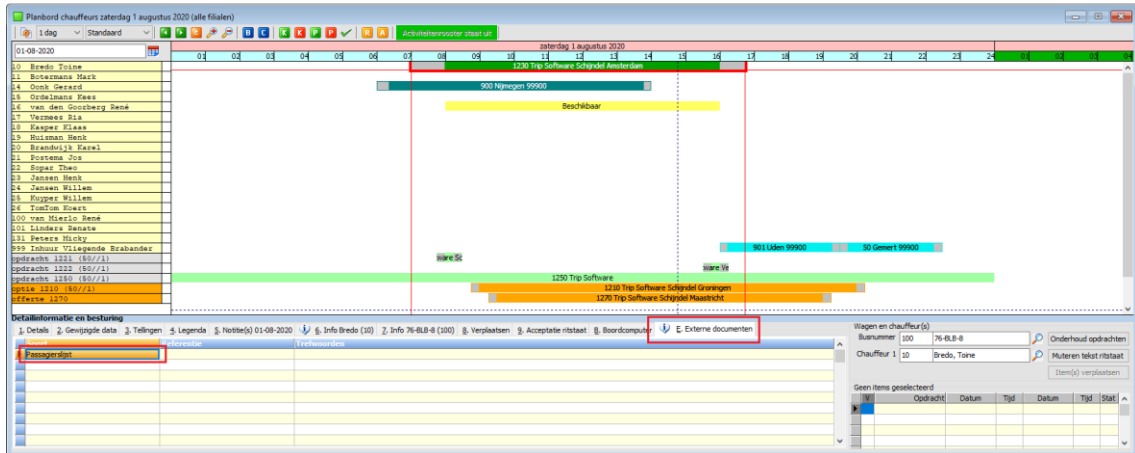 Planbord chauffeurs zaterdag 1 augustus 2020 (alle filialen)
1 dag Standaard B C K K P P R A Activiteitenrooster staat uit
01-08-2020
zaterdag 1 augustus 2020
01 02 03 04 05 06 07 08 09 10 11 12 13 14 15 16 17 18 19 20 21 22 23 24 01 02 03 04
10 Bredo Toine 1230 Trip Software Schijndel Amsterdam
11 Botermans Mark
14 Donk Gerard 900 Nijmegen 99900
15 Ordelmans Kees
16 van den Goorberg René Beschikbaar
17 Vermees Ria
18 Kasper Klaas
19 Huisman Henk
20 Brandwijk Karel
21 Postema Jos
22 Sopar Theo
23 Jansen Henk
24 Jansen Willem
25 Kuyper Willem
26 TomTom Koert
100 van Mierlo René
101 Linders Renate
131 Peters Micky
999 Inhuur Vliegende Brabander 901 Uden 99900 50 Gemert 99900
opdracht 1221 (50//1) ware Sc
opdracht 1222 (50//1) ware Ve
opdracht 1250 (50//1) 1250 Trip Software
optie 1210 (50//1) 1210 Trip Software Schijndel Groningen
offerte 1270 1270 Trip Software Schijndel Maastricht
Detailinformatie en besturing
1. Details 2. Gewijzigde data 3. Tellingen 4. Legenda 5. Notitie(s) 01-08-2020 6. Info Bredo (10) 7. Info 76-BLB-8 (100) 8. Verplaatsen 9. Acceptatie ritstaat 0. Boordcomputer E. Externe documenten
Soort Referentie Trefwoorden
Passagierslijst
Wagen en chauffeur(s)
Busnummer 100 76-BLB-8 Onderhoud opdrachten
Chauffeur 1 10 Bredo, Toine Muteren tekst ritstaat
Item(s) verplaatsen
Geen items geselecteerd
V Opdracht Datum Tijd Datum Tijd Stat